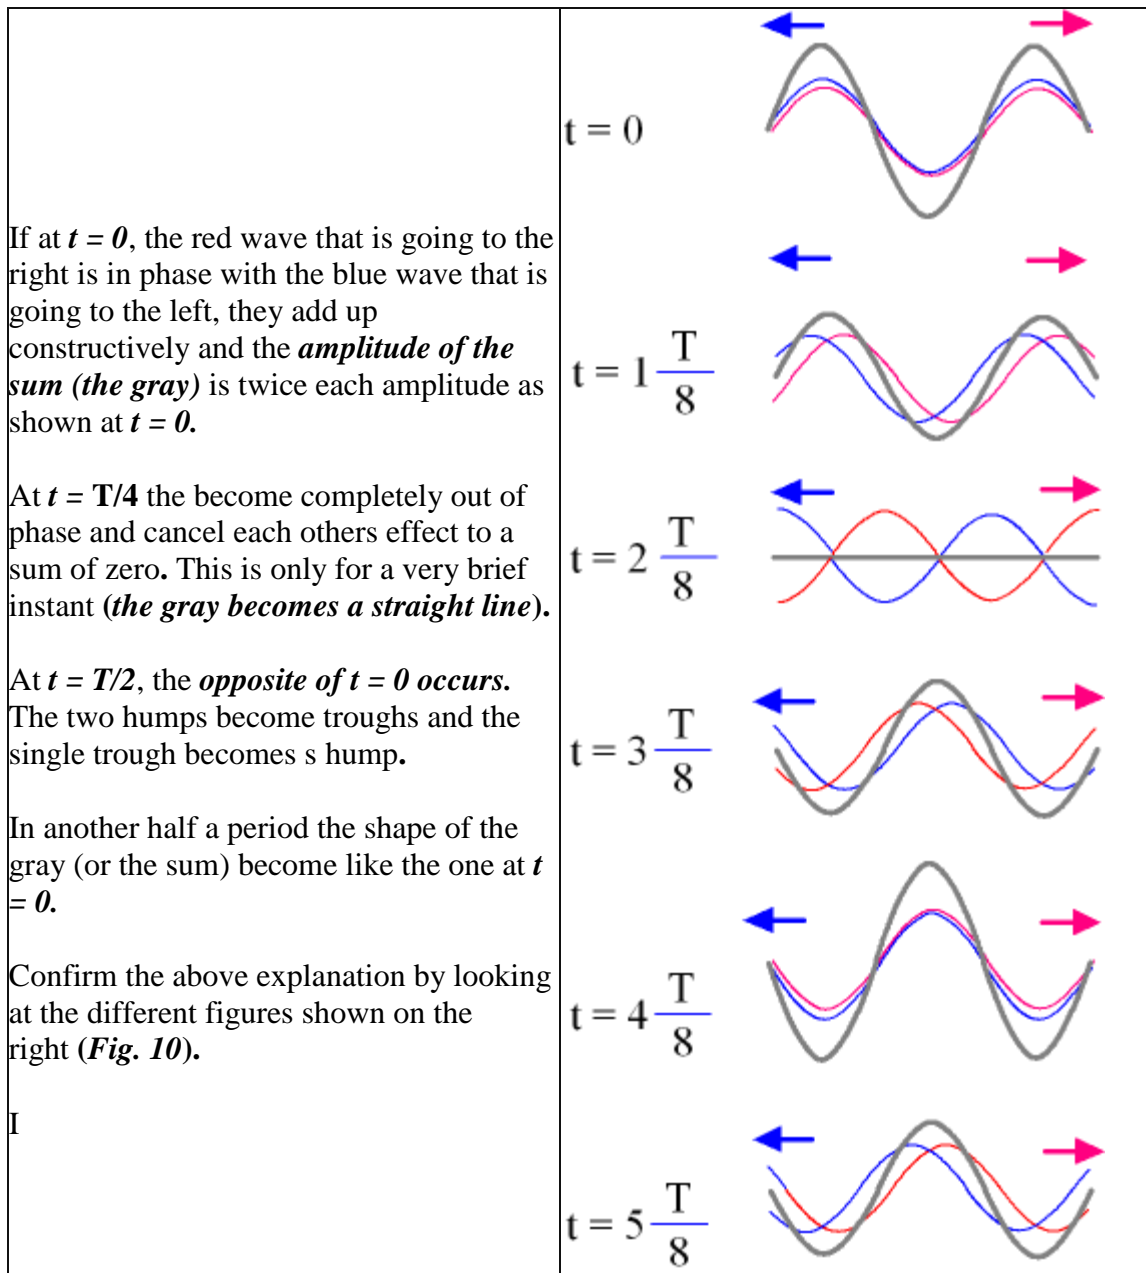 If at t = 0, the red wave that is going to the
right is in phase with the blue wave that is
going to the left, they add up
constructively and the amplitude of the
sum (the gray) is twice each amplitude as
shown at t = 0.
At t = T/4 the become completely out of
phase and cancel each others effect to a
sum of zero. This is only for a very brief
instant (the gray becomes a straight line).
At t = T/2, the opposite of t = 0 occurs.
The two humps become troughs and the
single trough becomes s hump.
In another half a period the shape of the
gray (or the sum) become like the one at t
= 0.
Confirm the above explanation by looking
at the different figures shown on the
right (Fig. 10).
I
t = 0
t = 1 T/8
t = 2 T/8
t = 3 T/8
t = 4 T/8
t = 5 T/8